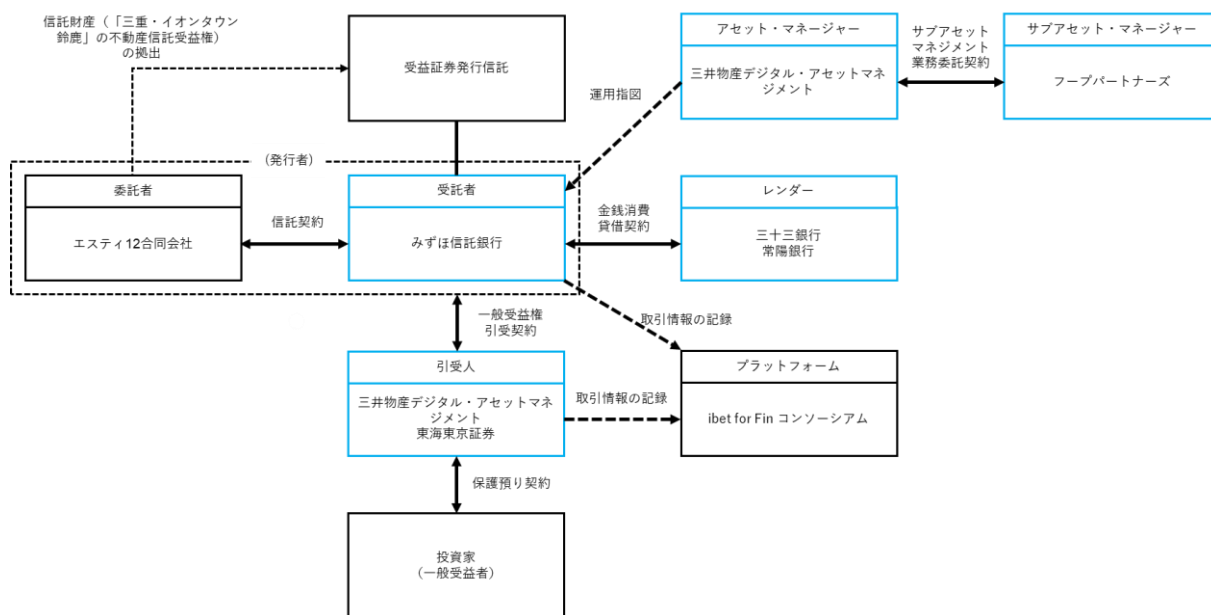 信託財産（「三重・イオンタウン
鈴鹿」の不動産信託受益権）
の拠出
受益証券発行信託
アセット・マネージャー
三井物産デジタル・アセットマネ
ジメント
サブアセット
マネジメント
業務委託契約
サブアセット・マネージャー
フープパートナーズ
運用指図
（発行者）
委託者
エスティ12合同会社
信託契約
受託者
みずほ信託銀行
金銭消費
貸借契約
レンダー
三十三銀行
常陽銀行
一般受益権
引受契約
取引情報の記録
引受人
三井物産デジタル・アセットマネ
ジメント
東海東京証券
取引情報の記録
プラットフォーム
ibet for Fin コンソーシアム
保護預り契約
投資家
（一般受益者）